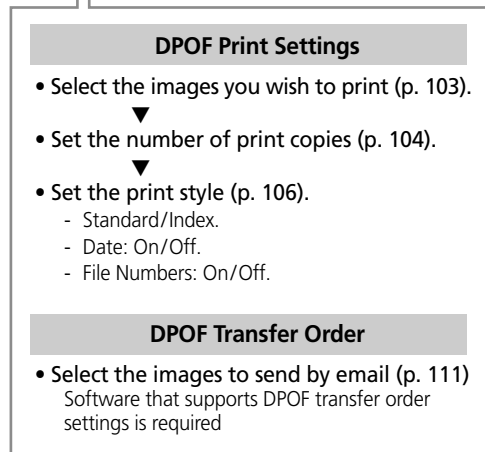 DPOF Print Settings
• Select the images you wish to print (p. 103).
▼
• Set the number of print copies (p. 104).
▼
• Set the print style (p. 106).
- Standard/Index.
- Date: On/Off.
- File Numbers: On/Off.
DPOF Transfer Order
• Select the images to send by email (p. 111)
Software that supports DPOF transfer order
settings is required